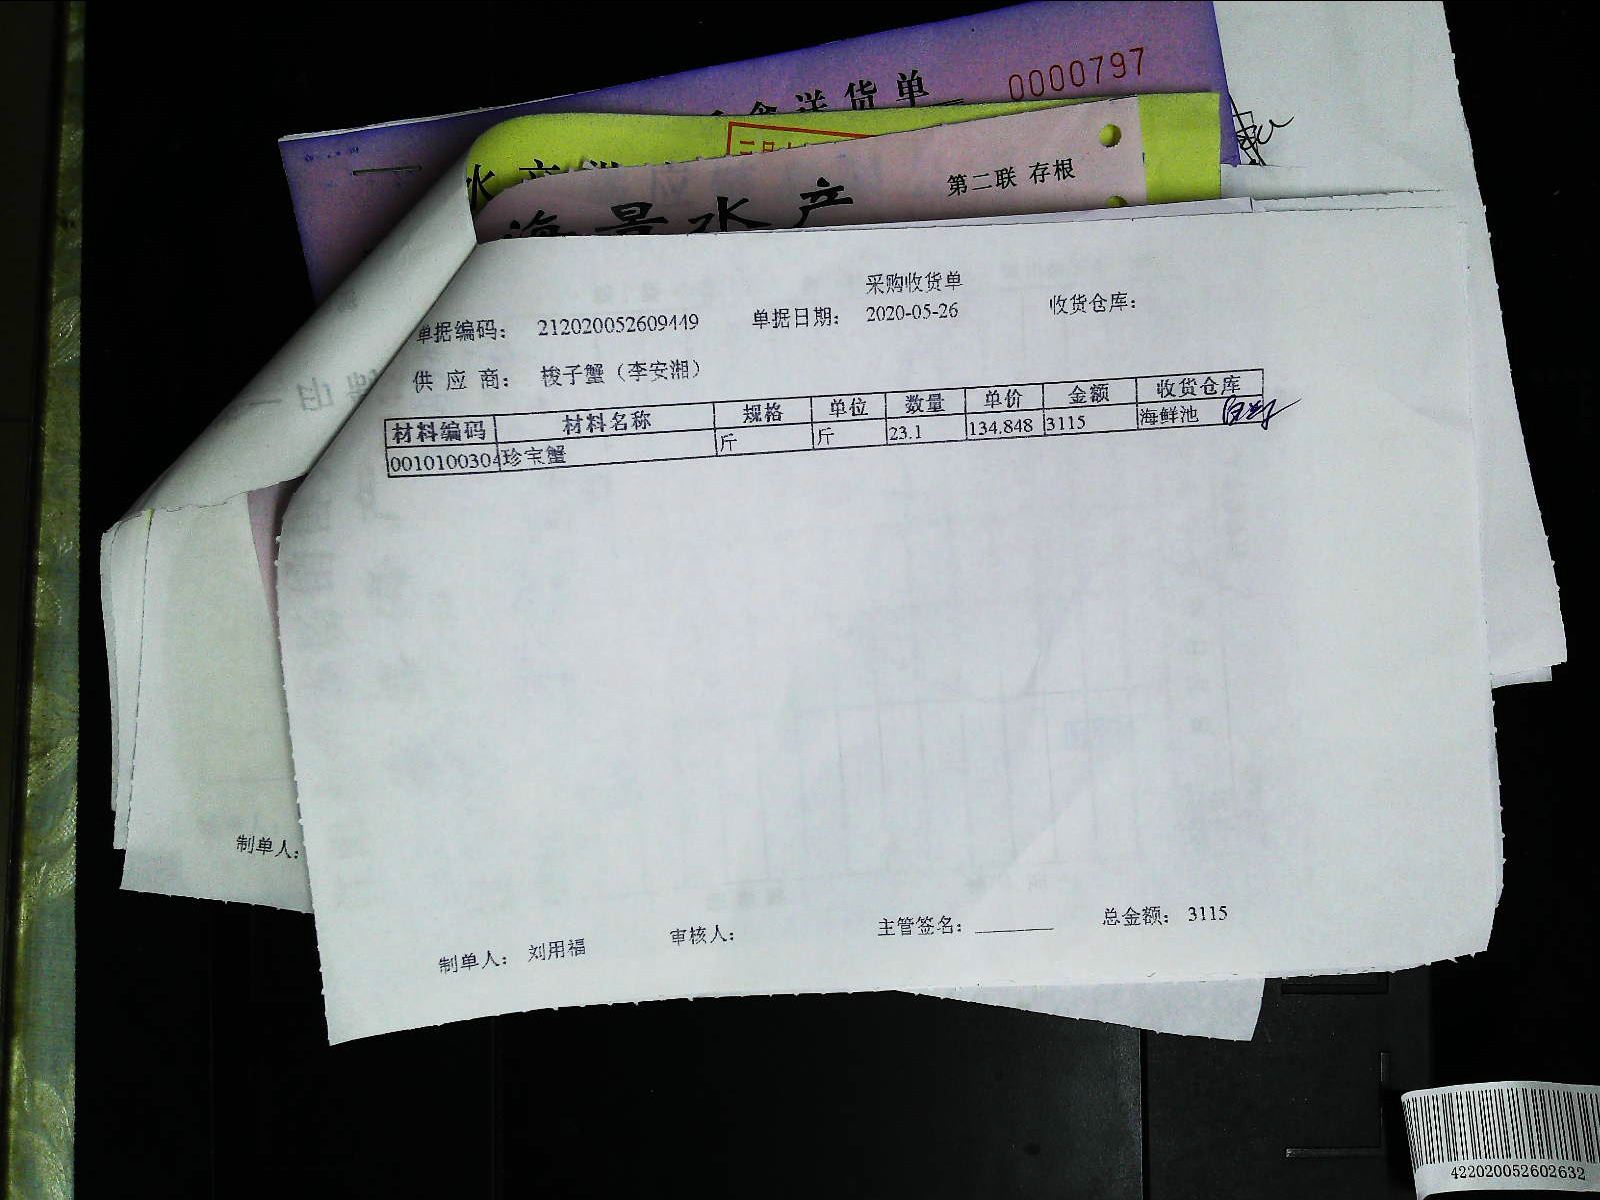 送货单 0000797
第二联 存根
海景水产
采购收货单
单据编码： 212020052609449 单据日期： 2020-05-26 收货仓库：
供 应 商： 梭子蟹（李安湘）
材料编码 材料名称 规格 单位 数量 单价 金额 收货仓库
0010100304 珍宝蟹 斤 斤 23.1 134.848 3115 海鲜池
制单人：
制单人： 刘用福 审核人： 主管签名： 总金额： 3115
422020052602632